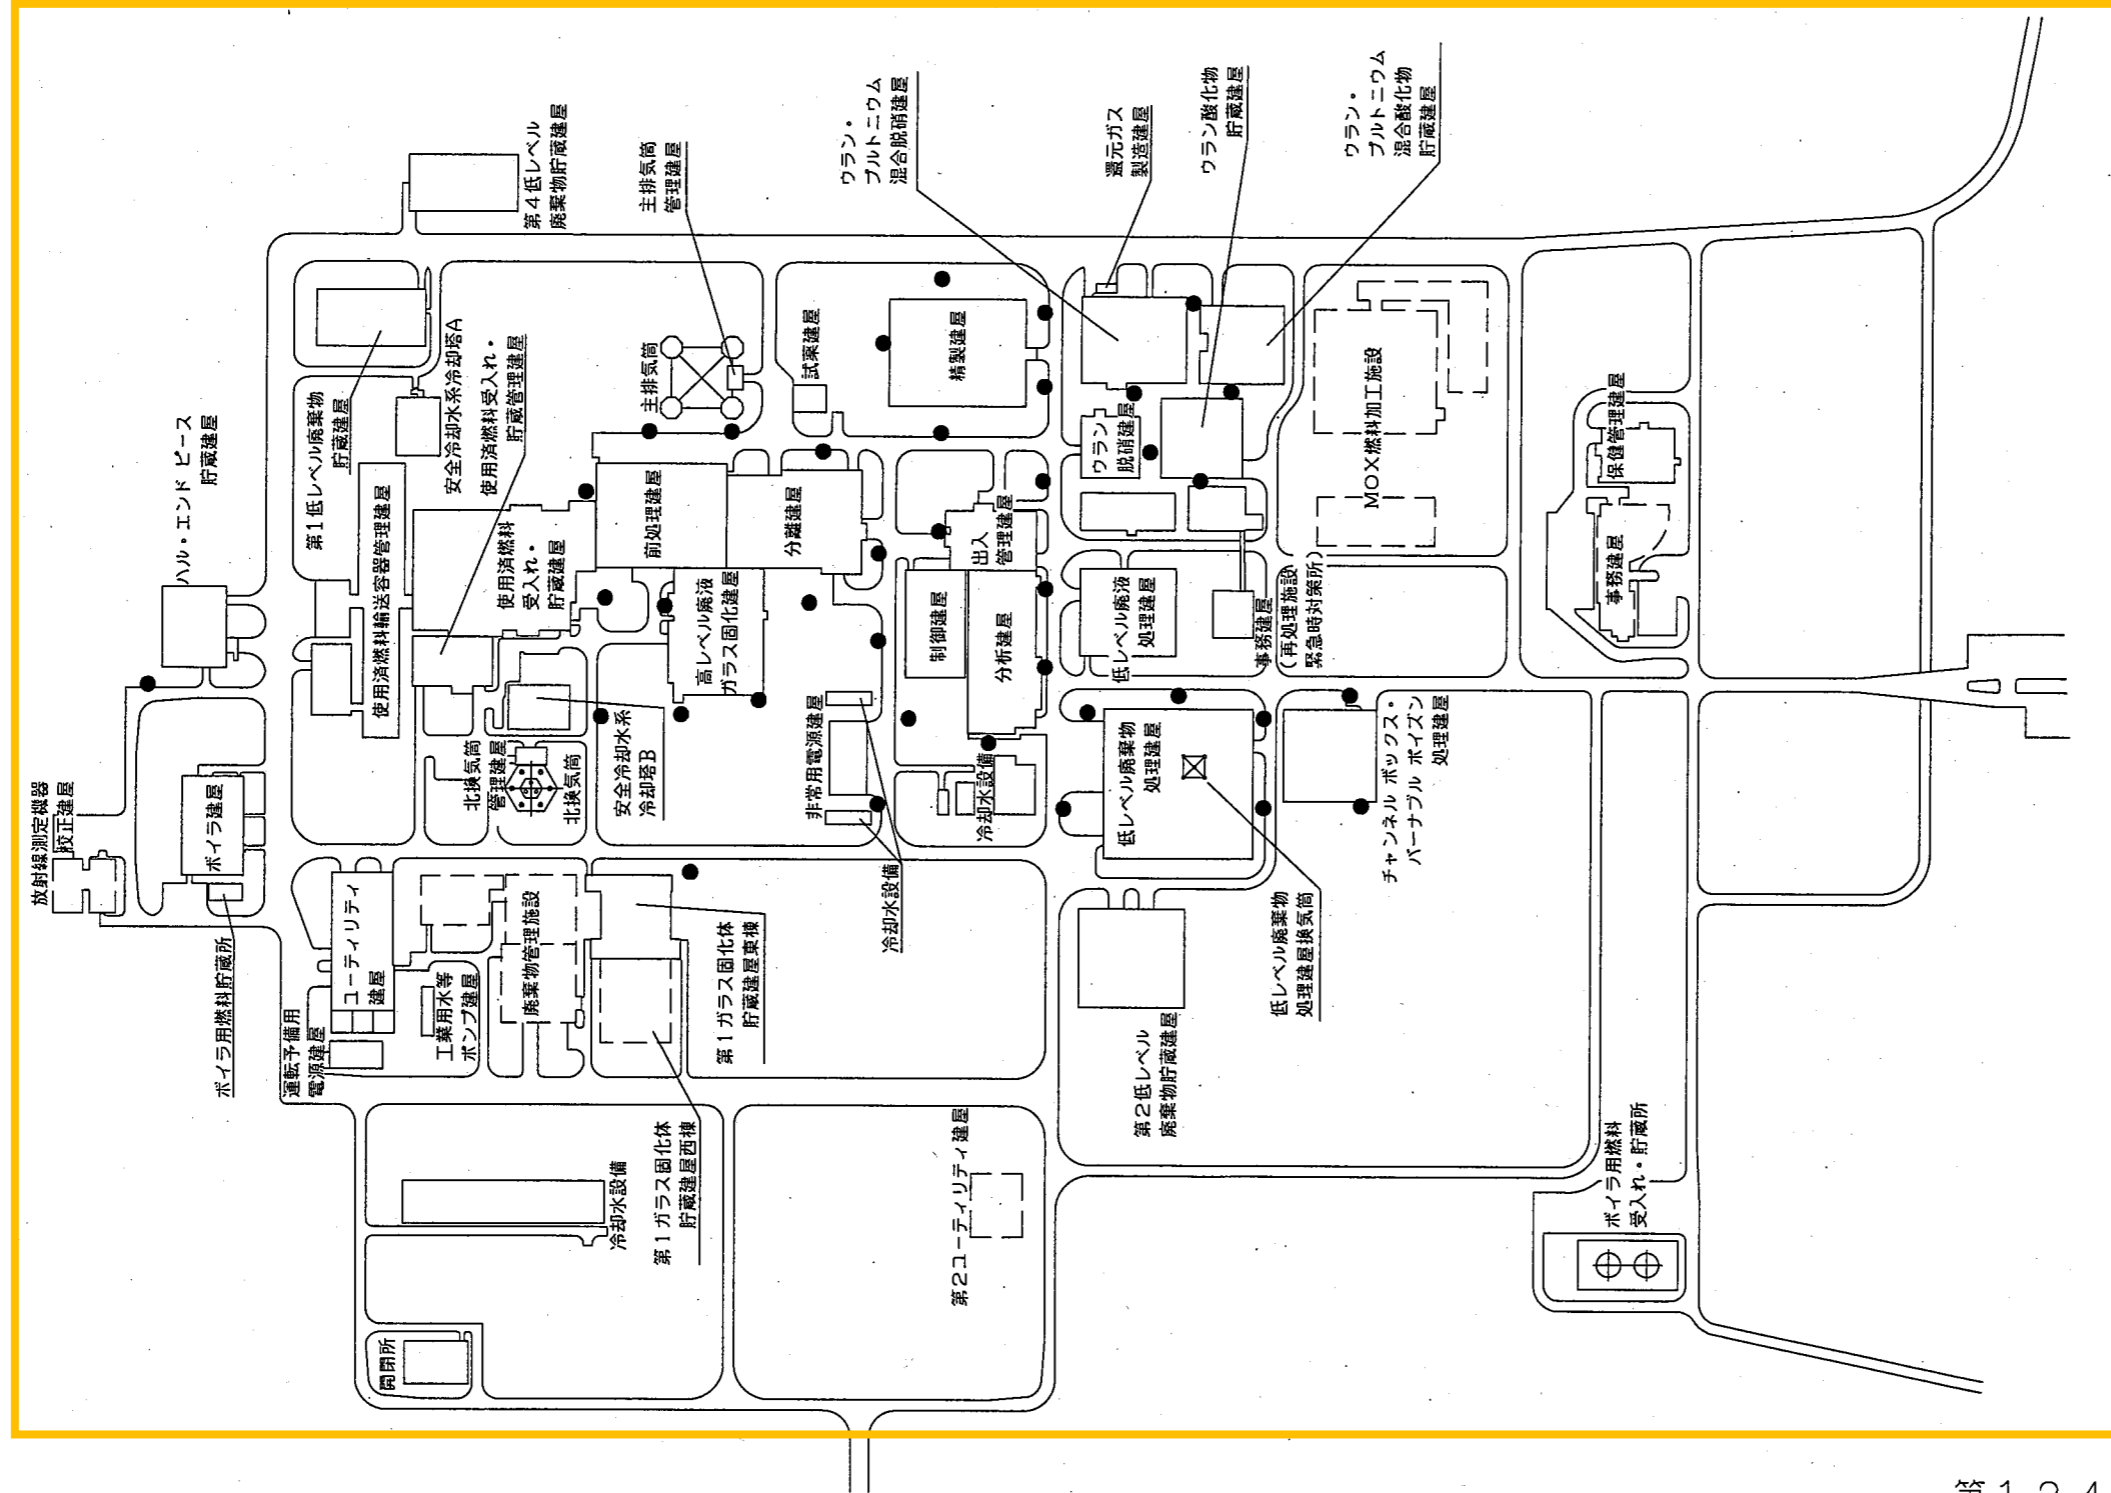 放射線測定機器
校正建屋
ハル・エンド ピース
貯蔵建屋
ボイラ建屋
ボイラ用燃料貯蔵所
運転予備用
電源建屋
ユーティリティ
建屋
第1低レベル廃棄物
貯蔵建屋
使用済燃料輸送容器管理建屋
安全冷却水系冷却塔A
使用済燃料受入れ・
貯蔵管理建屋
第4低レベル
廃棄物貯蔵建屋
使用済燃料
受入れ・
貯蔵建屋
北換気筒
管理建屋
北換気筒
工業用水等
ポンプ建屋
廃棄物管理施設
開閉所
冷却水設備
第1ガラス固化体
貯蔵建屋西棟
第1ガラス固化体
貯蔵建屋東棟
安全冷却水系
冷却塔B
主排気筒
主排気筒
管理建屋
前処理建屋
高レベル廃液
ガラス固化建屋
分離建屋
試薬建屋
非常用電源建屋
冷却水設備
ウラン・
プルトニウム
混合脱硝建屋
精製建屋
制御建屋
出入
管理建屋
分析建屋
冷却水設備
第2ユーティリティ建屋
還元ガス
製造建屋
ウラン
脱硝建屋
低レベル廃液
処理建屋
低レベル廃棄物
処理建屋
第2低レベル
廃棄物貯蔵建屋
ウラン酸化物
貯蔵建屋
事務建屋
(再処理施設
緊急時対策所)
低レベル廃棄物
処理建屋換気筒
ウラン・
プルトニウム
混合酸化物
貯蔵建屋
MOX燃料加工施設
チャンネル ボックス・
バーナブル ポイズン
処理建屋
保健管理建屋
事務建屋
ボイラ用燃料
受入れ・貯蔵所